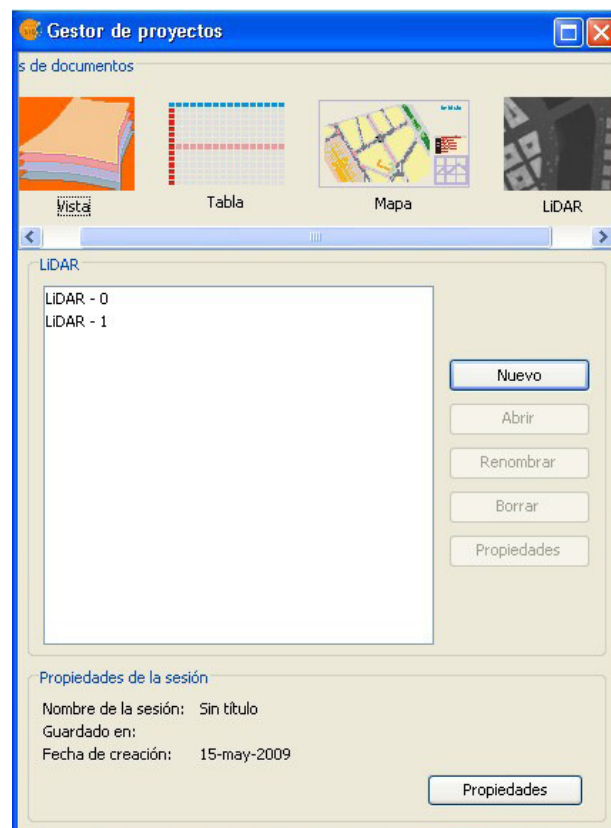 Gestor de proyectos
s de documentos
Vista
Tabla
Mapa
LiDAR
LiDAR
LiDAR - 0
LiDAR - 1
Nuevo
Abrir
Renombrar
Borrar
Propiedades
Propiedades de la sesión
Nombre de la sesión: Sin título
Guardado en:
Fecha de creación: 15-may-2009
Propiedades